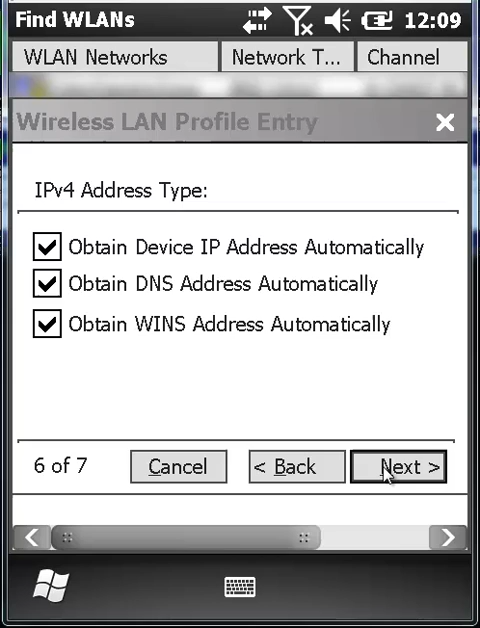 Find WLANs 12:09
WLAN Networks Network T... Channel
Wireless LAN Profile Entry
IPv4 Address Type:
Obtain Device IP Address Automatically
Obtain DNS Address Automatically
Obtain WINS Address Automatically
6 of 7 Cancel < Back Next >